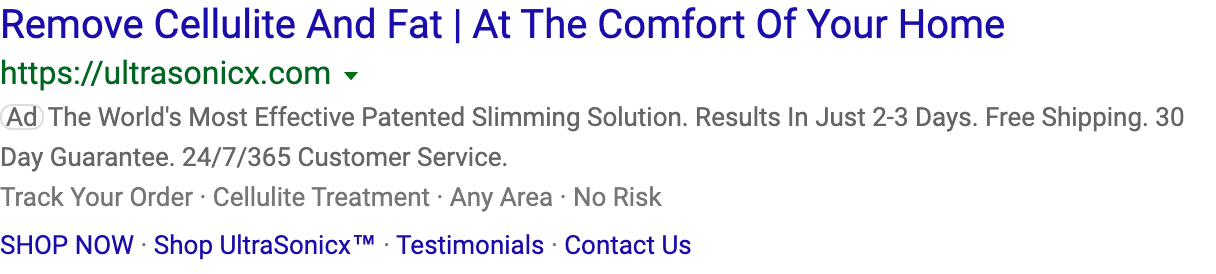 Remove Cellulite And Fat | At The Comfort Of Your Home
https://ultrasonicx.com
Ad The World's Most Effective Patented Slimming Solution. Results In Just 2-3 Days. Free Shipping. 30
Day Guarantee. 24/7/365 Customer Service.
Track Your Order · Cellulite Treatment · Any Area · No Risk
SHOP NOW · Shop UltraSonicx™ · Testimonials · Contact Us